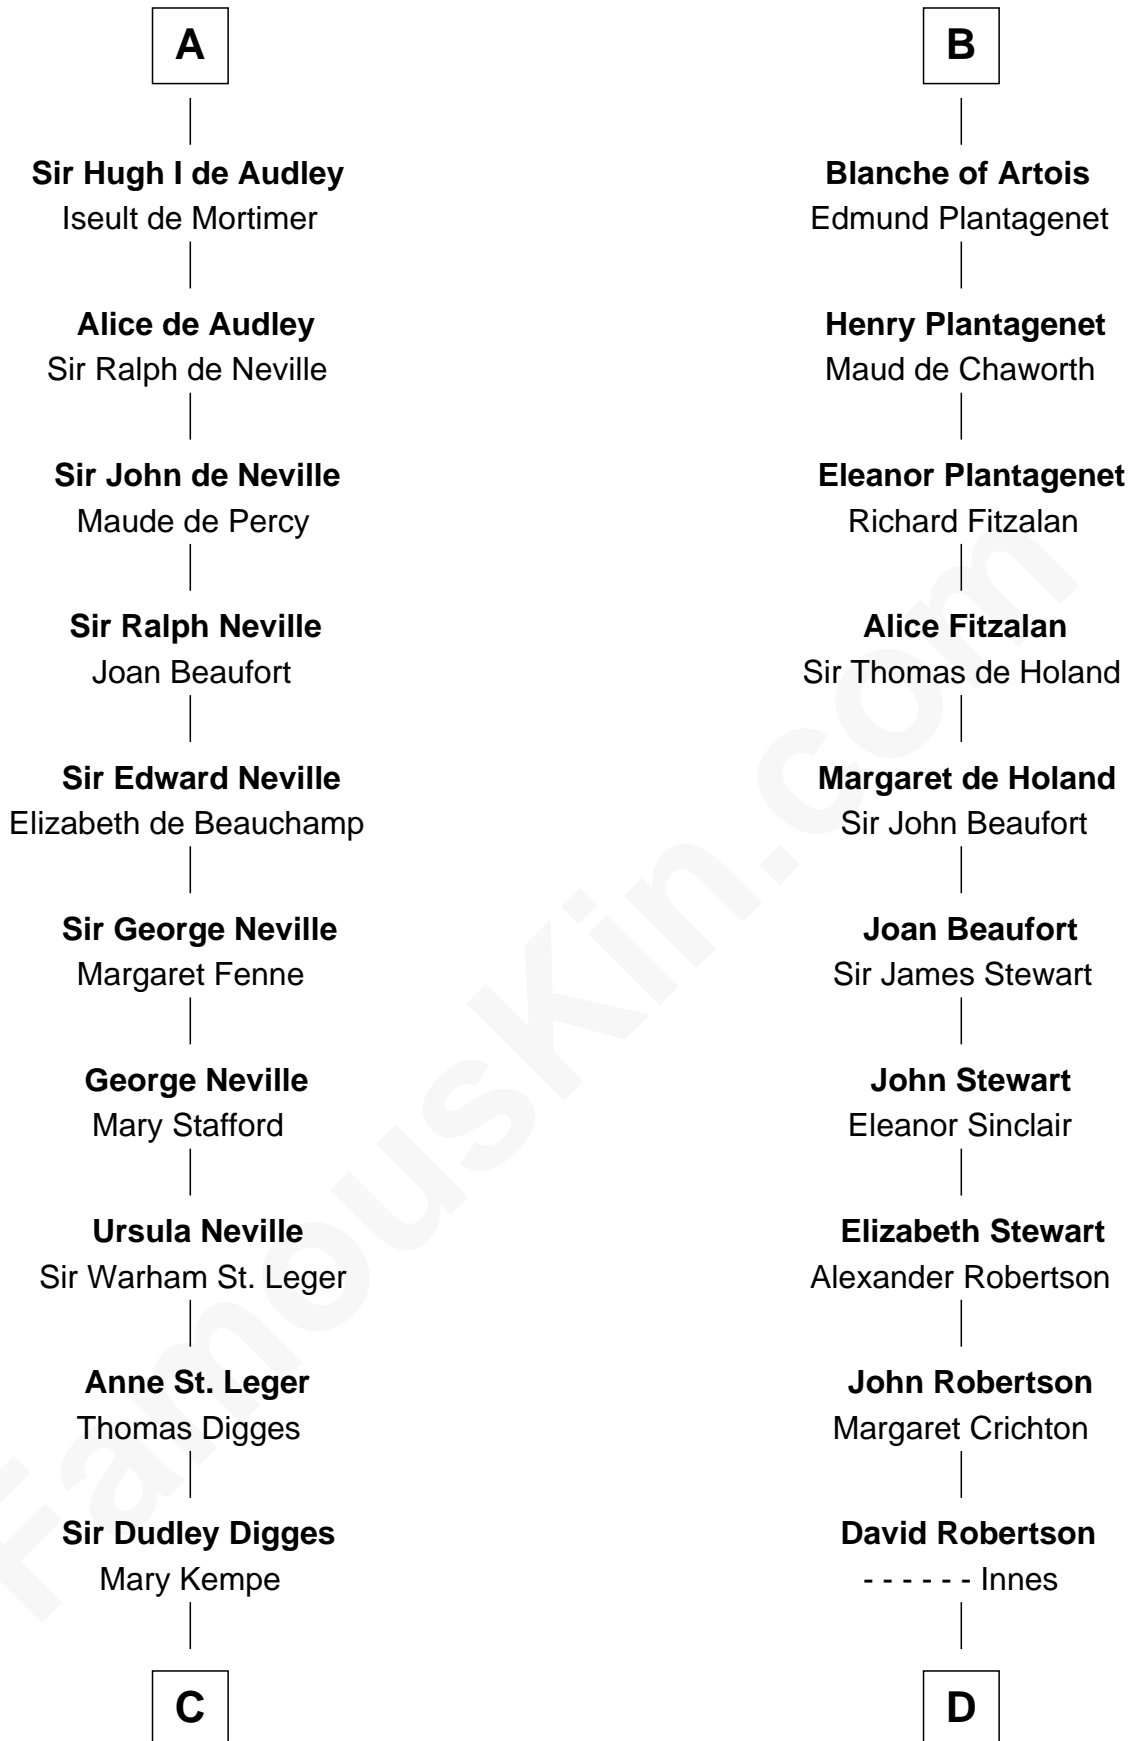 A
Sir Hugh I de Audley
Iseult de Mortimer
Alice de Audley
Sir Ralph de Neville
Sir John de Neville
Maude de Percy
Sir Ralph Neville
Joan Beaufort
Sir Edward Neville
Elizabeth de Beauchamp
Sir George Neville
Margaret Fenne
George Neville
Mary Stafford
Ursula Neville
Sir Warham St. Leger
Anne St. Leger
Thomas Digges
Sir Dudley Digges
Mary Kempe
C
B
Blanche of Artois
Edmund Plantagenet
Henry Plantagenet
Maud de Chaworth
Eleanor Plantagenet
Richard Fitzalan
Alice Fitzalan
Sir Thomas de Holand
Margaret de Holand
Sir John Beaufort
Joan Beaufort
Sir James Stewart
John Stewart
Eleanor Sinclair
Elizabeth Stewart
Alexander Robertson
John Robertson
Margaret Crichton
David Robertson
- - - - - - Innes
D
FamousKin.com